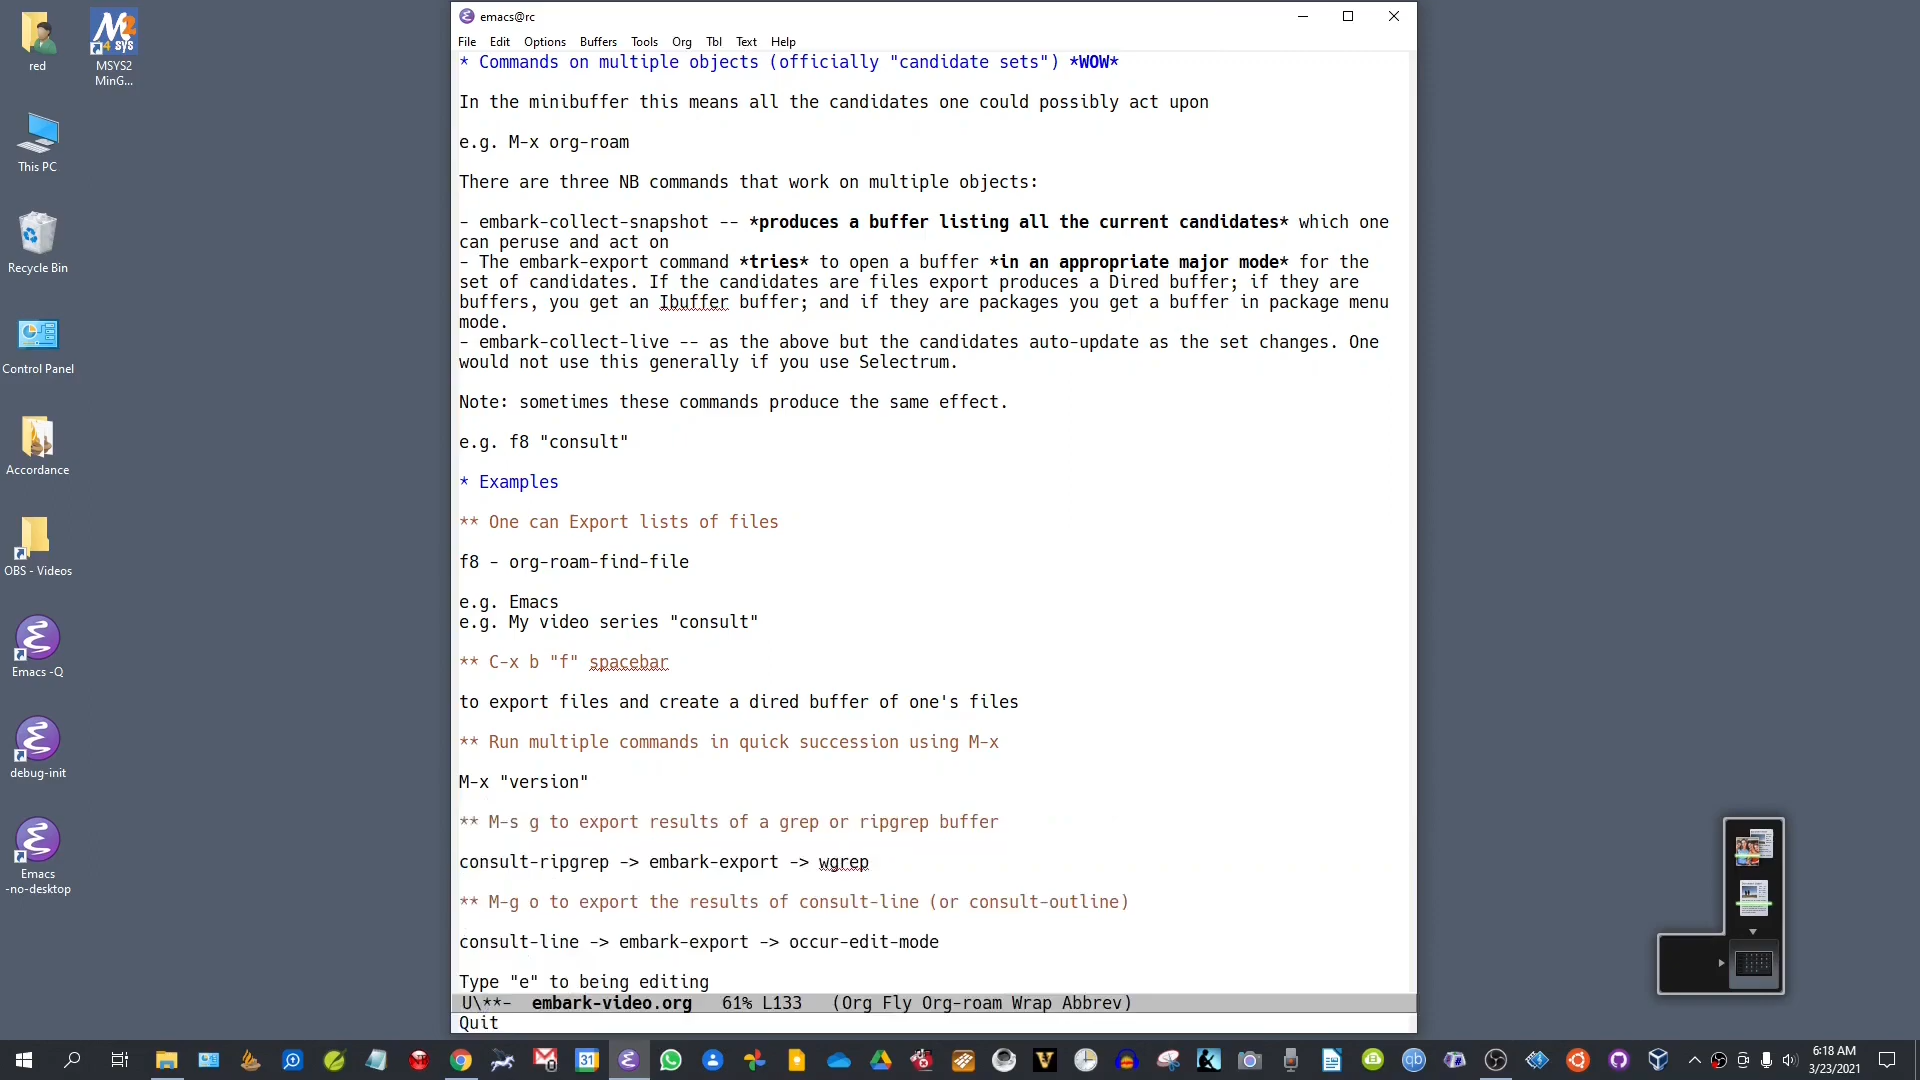 red
MSYS2
MinG...
This PC
Recycle Bin
Control Panel
Accordance
OBS - Videos
Emacs -Q
debug-init
Emacs
-no-desktop
emacs@rc
File Edit Options Buffers Tools Org Tbl Text Help
* Commands on multiple objects (officially "candidate sets") *WOW*
In the minibuffer this means all the candidates one could possibly act upon
e.g. M-x org-roam
There are three NB commands that work on multiple objects:
- embark-collect-snapshot -- *produces a buffer listing all the current candidates* which one
can peruse and act on
- The embark-export command *tries* to open a buffer *in an appropriate major mode* for the
set of candidates. If the candidates are files export produces a Dired buffer; if they are
buffers, you get an Ibuffer buffer; and if they are packages you get a buffer in package menu
mode.
- embark-collect-live -- as the above but the candidates auto-update as the set changes. One
would not use this generally if you use Selectrum.
Note: sometimes these commands produce the same effect.
e.g. f8 "consult"
* Examples
** One can Export lists of files
f8 - org-roam-find-file
e.g. Emacs
e.g. My video series "consult"
** C-x b "f" spacebar
to export files and create a dired buffer of one's files
** Run multiple commands in quick succession using M-x
M-x "version"
** M-s g to export results of a grep or ripgrep buffer
consult-ripgrep -> embark-export -> wgrep
** M-g o to export the results of consult-line (or consult-outline)
consult-line -> embark-export -> occur-edit-mode
Type "e" to being editing
U\**- embark-video.org 61% L133 (Org Fly Org-roam Wrap Abbrev)
Quit
6:18 AM
3/23/2021